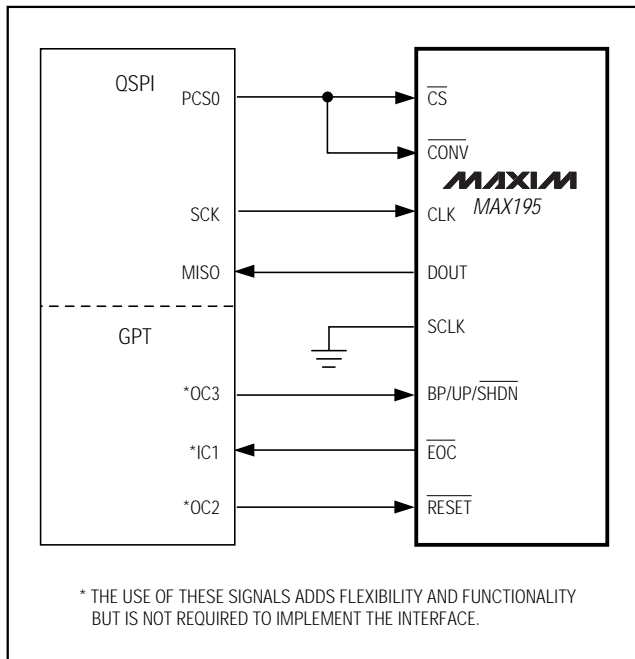 QSPI
PCS0
CS
CONV
MAXIM
MAX195
SCK
CLK
MISO
DOUT
SCLK
GPT
*OC3
BP/UP/SHDN
*IC1
EOC
*OC2
RESET
* THE USE OF THESE SIGNALS ADDS FLEXIBILITY AND FUNCTIONALITY
BUT IS NOT REQUIRED TO IMPLEMENT THE INTERFACE.